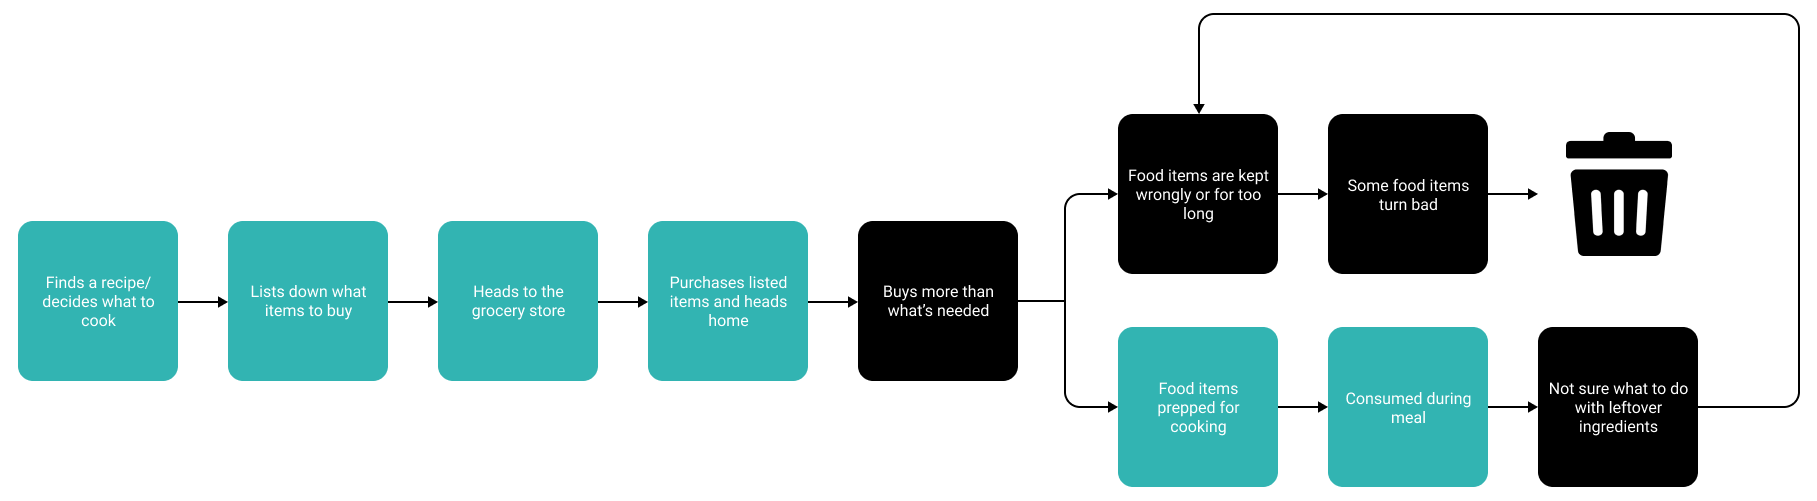 Finds a recipe/
decides what to
cook
Lists down what
items to buy
Heads to the
grocery store
Purchases listed
items and heads
home
Buys more than
what’s needed
Food items are kept
wrongly or for too
long
Some food items
turn bad
Food items
prepped for
cooking
Consumed during
meal
Not sure what to do
with leftover
ingredients